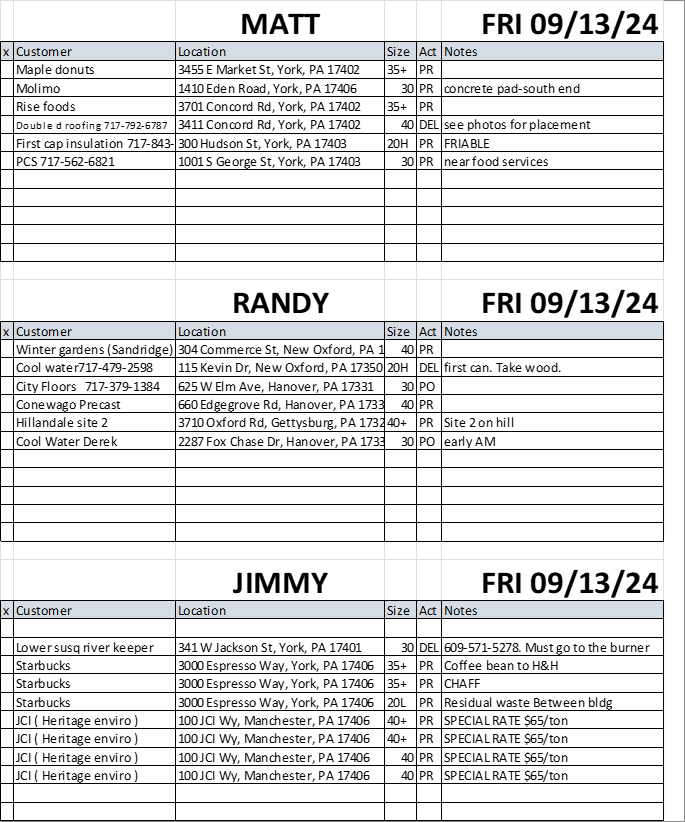 MATT FRI 09/13/24
x Customer Location Size Act Notes
Maple donuts 3455 E Market St, York, PA 17402 35+ PR
Molimo 1410 Eden Road, York, PA 17406 30 PR concrete pad-south end
Rise foods 3701 Concord Rd, York, PA 17402 35+ PR
Double d roofing 717-792-6787 3411 Concord Rd, York, PA 17402 40 DEL see photos for placement
First cap insulation 717-843- 300 Hudson St, York, PA 17403 20H PR FRIABLE
PCS 717-562-6821 1001 S George St, York, PA 17403 30 PR near food services
RANDY FRI 09/13/24
x Customer Location Size Act Notes
Winter gardens (Sandridge) 304 Commerce St, New Oxford, PA 1 40 PR
Cool water717-479-2598 115 Kevin Dr, New Oxford, PA 17350 20H DEL first can. Take wood.
City Floors 717-379-1384 625 W Elm Ave, Hanover, PA 17331 30 PO
Conewago Precast 660 Edgegrove Rd, Hanover, PA 1733 40 PR
Hillandale site 2 3710 Oxford Rd, Gettysburg, PA 1732 40+ PR Site 2 on hill
Cool Water Derek 2287 Fox Chase Dr, Hanover, PA 1733 30 PO early AM
JIMMY FRI 09/13/24
x Customer Location Size Act Notes
Lower susq river keeper 341 W Jackson St, York, PA 17401 30 DEL 609-571-5278. Must go to the burner
Starbucks 3000 Espresso Way, York, PA 17406 35+ PR Coffee bean to H&H
Starbucks 3000 Espresso Way, York, PA 17406 35+ PR CHAFF
Starbucks 3000 Espresso Way, York, PA 17406 20L PR Residual waste Between bldg
JCI ( Heritage enviro ) 100 JCI Wy, Manchester, PA 17406 40+ PR SPECIAL RATE $65/ton
JCI ( Heritage enviro ) 100 JCI Wy, Manchester, PA 17406 40+ PR SPECIAL RATE $65/ton
JCI ( Heritage enviro ) 100 JCI Wy, Manchester, PA 17406 40 PR SPECIAL RATE $65/ton
JCI ( Heritage enviro ) 100 JCI Wy, Manchester, PA 17406 40 PR SPECIAL RATE $65/ton